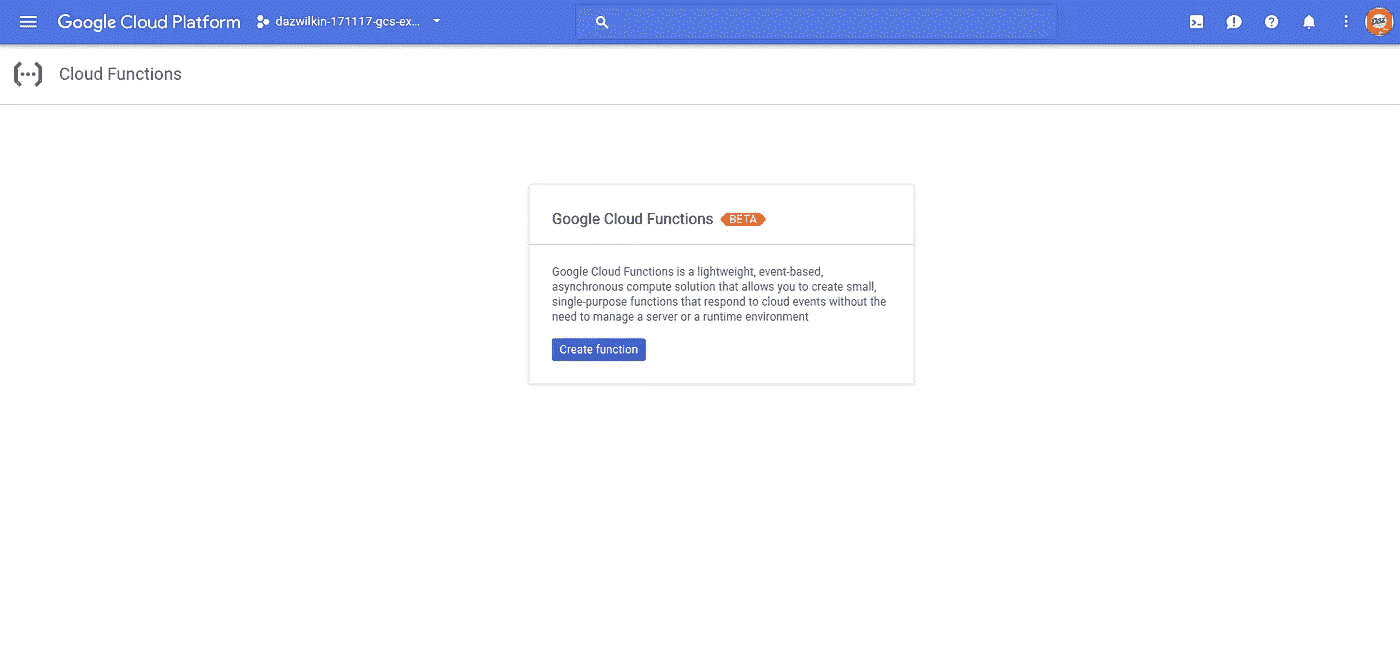 Google Cloud Platform
dazwilkin-171117-gcs-ex...
Cloud Functions
Google Cloud Functions BETA
Google Cloud Functions is a lightweight, event-based,
asynchronous compute solution that allows you to create small,
single-purpose functions that respond to cloud events without the
need to manage a server or a runtime environment
Create function